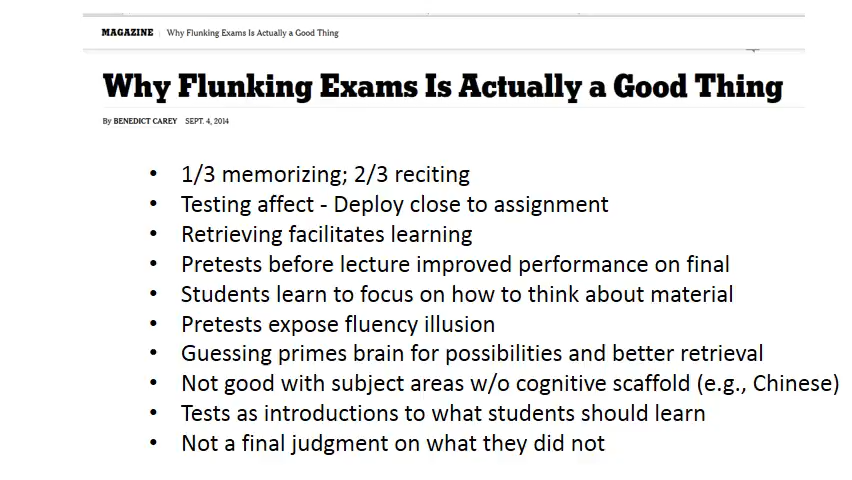 MAGAZINE | Why Flunking Exams Is Actually a Good Thing
Why Flunking Exams Is Actually a Good Thing
By BENEDICT CAREY SEPT. 4, 2014
• 1/3 memorizing; 2/3 reciting
• Testing affect - Deploy close to assignment
• Retrieving facilitates learning
• Pretests before lecture improved performance on final
• Students learn to focus on how to think about material
• Pretests expose fluency illusion
• Guessing primes brain for possibilities and better retrieval
• Not good with subject areas w/o cognitive scaffold (e.g., Chinese)
• Tests as introductions to what students should learn
• Not a final judgment on what they did not